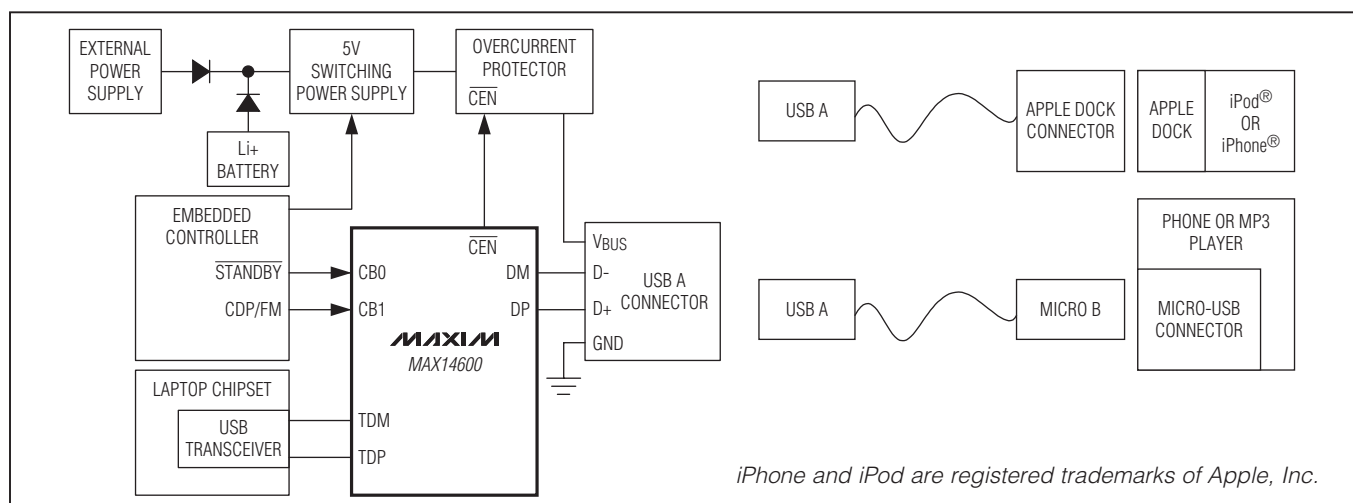 EXTERNAL
POWER
SUPPLY
5V
SWITCHING
POWER SUPPLY
OVERCURRENT
PROTECTOR
CEN
Li+
BATTERY
EMBEDDED
CONTROLLER
STANDBY
CDP/FM
CEN
CB0
CB1
DM
DP
MAXIM
MAX14600
TDM
TDP
LAPTOP CHIPSET
USB
TRANSCEIVER
VBUS
D-
D+
GND
USB A
CONNECTOR
USB A
APPLE DOCK
CONNECTOR
APPLE
DOCK
iPod®
OR
iPhone®
USB A
MICRO B
PHONE OR MP3
PLAYER
MICRO-USB
CONNECTOR
iPhone and iPod are registered trademarks of Apple, Inc.